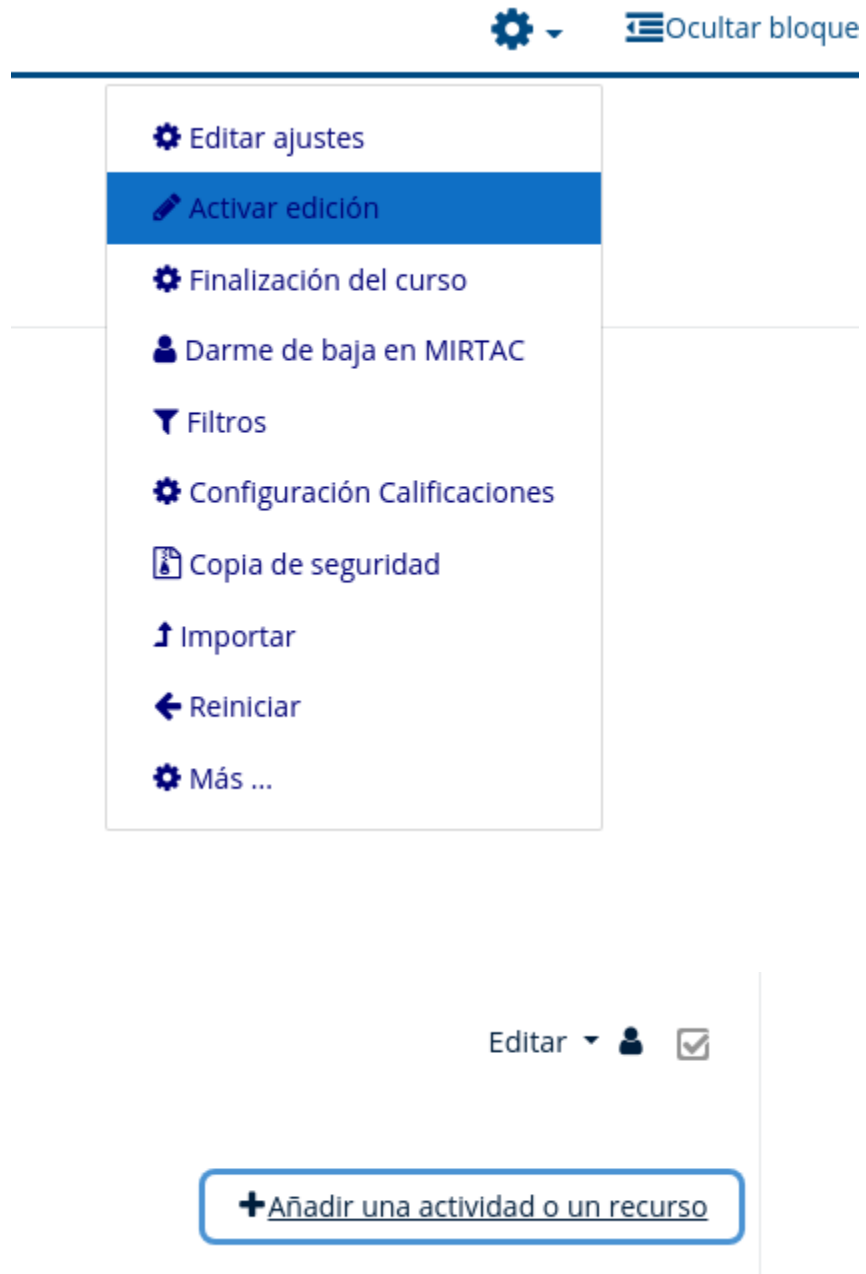 Ocultar bloque
Editar ajustes
Activar edición
Finalización del curso
Darme de baja en MIRTAC
Filtros
Configuración Calificaciones
Copia de seguridad
Importar
Reiniciar
Más ...
Editar
+Añadir una actividad o un recurso